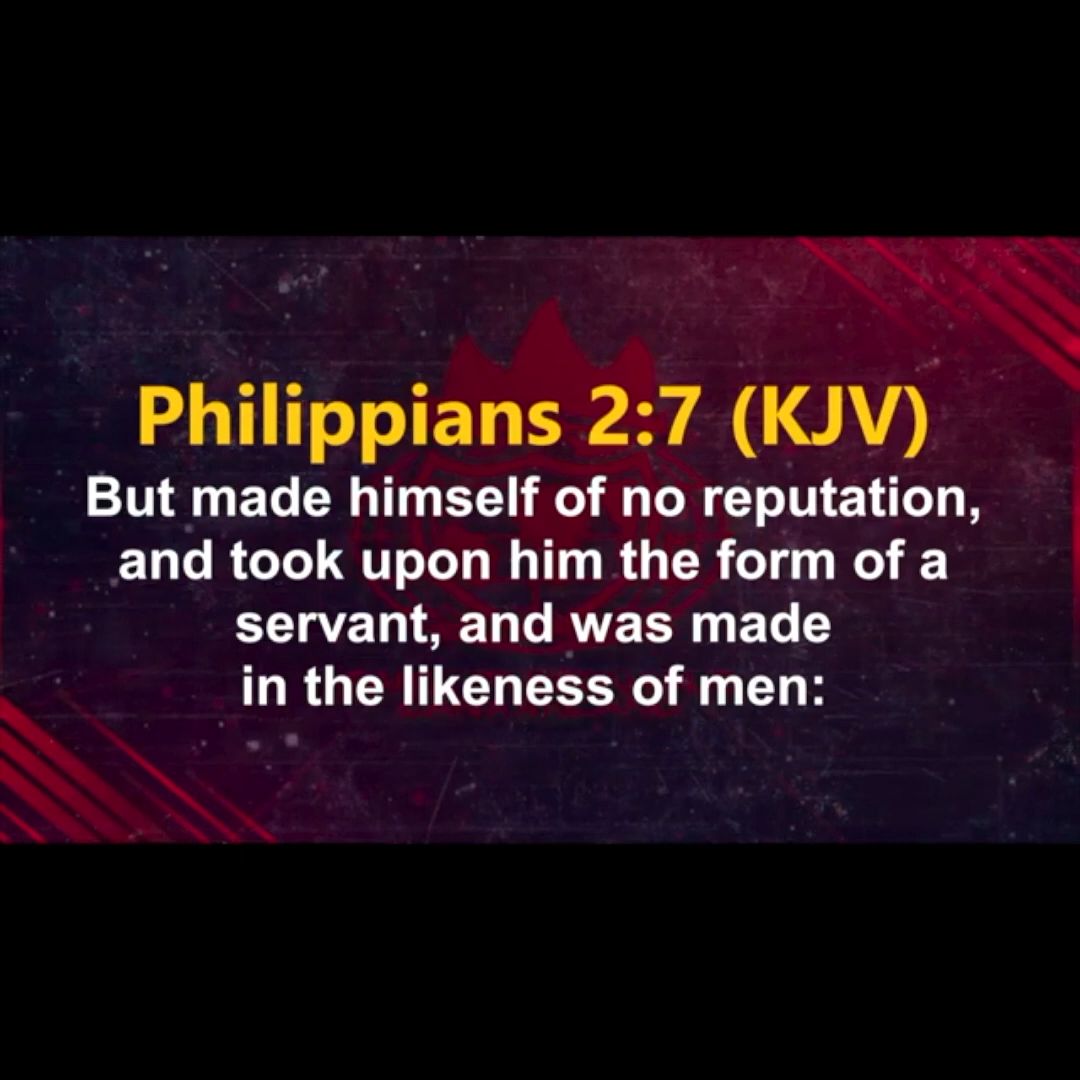 Philippians 2:7 (KJV)
But made himself of no reputation,
and took upon him the form of a
servant, and was made
in the likeness of men: